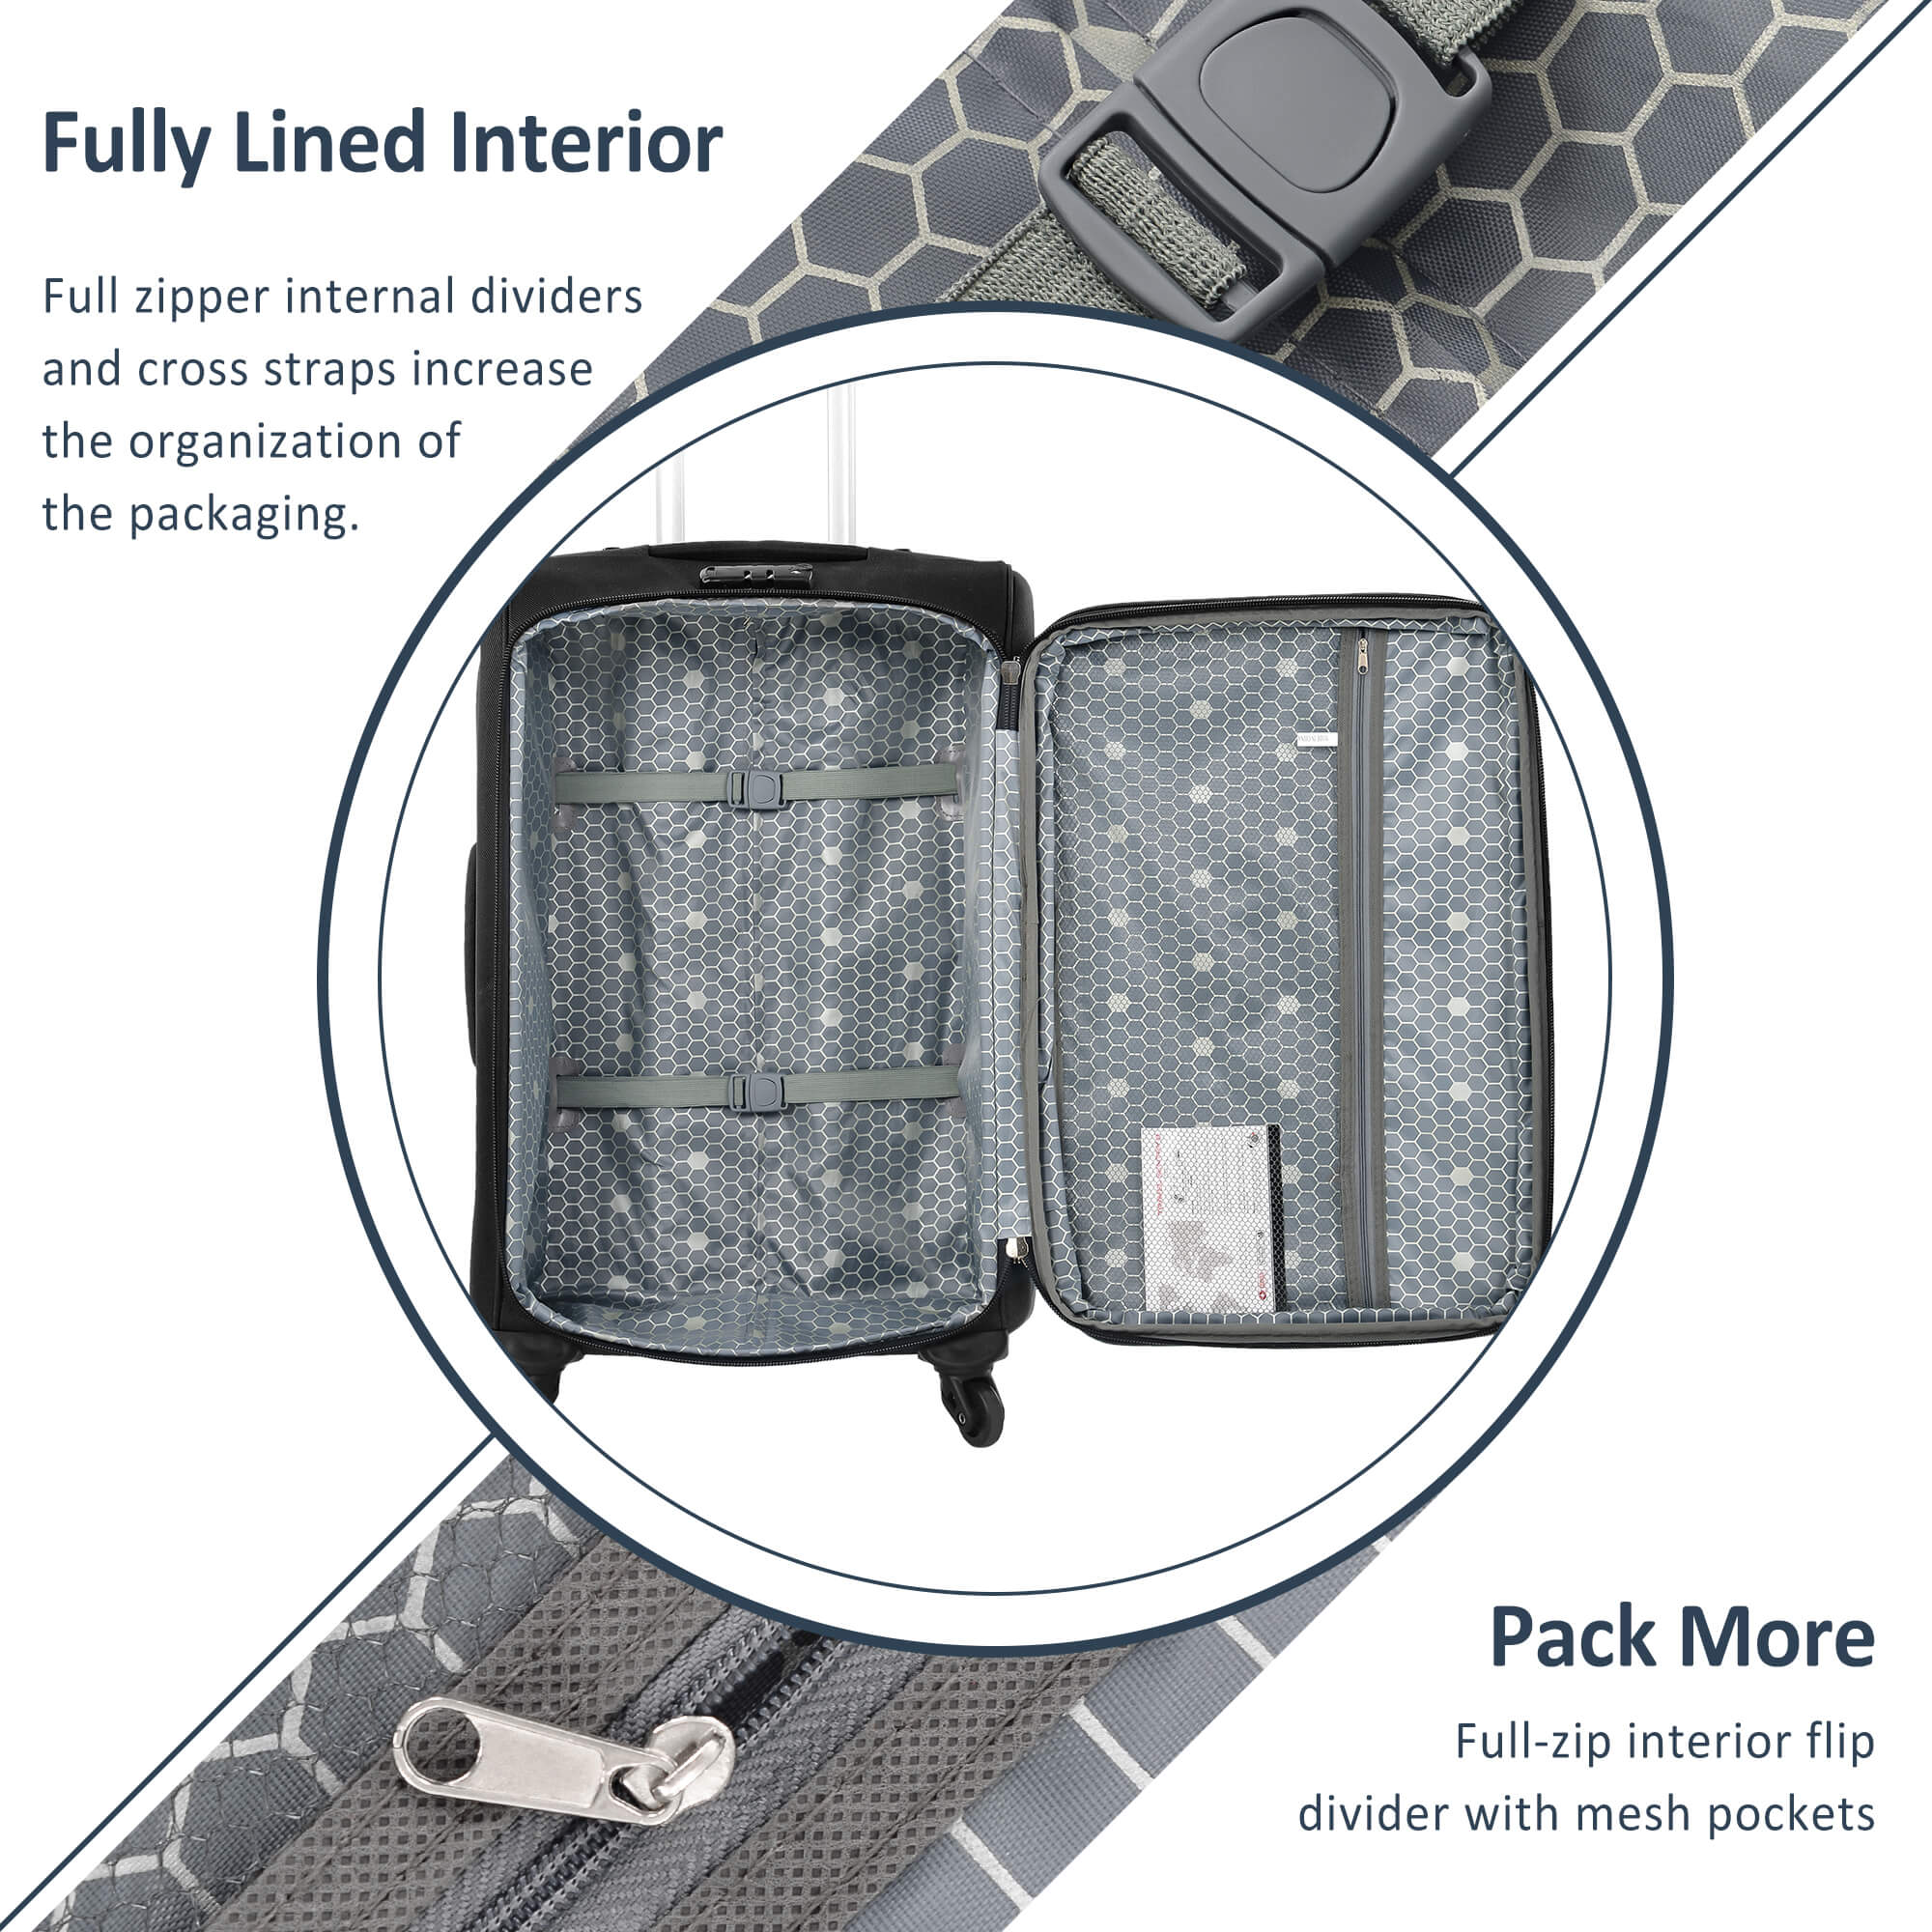 Fully Lined Interior
Full zipper internal dividers
and cross straps increase
the organization of
the packaging.
Pack More
Full-zip interior flip
divider with mesh pockets